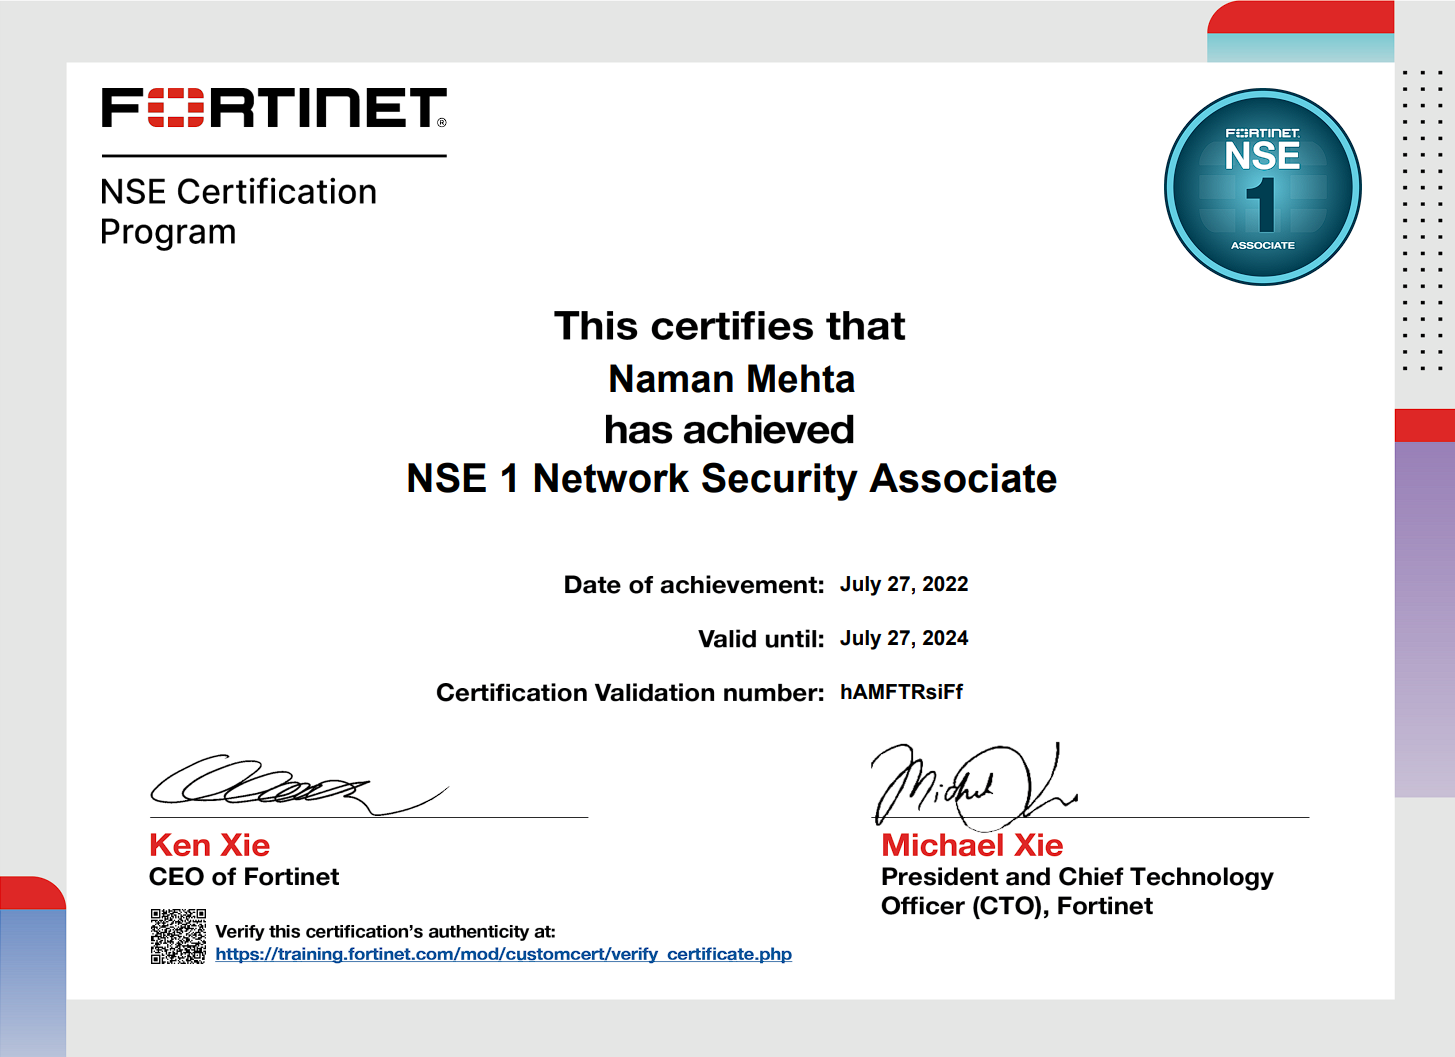 FORTINET®
NSE Certification
Program
FORTINET
NSE
1
ASSOCIATE
This certifies that
Naman Mehta
has achieved
NSE 1 Network Security Associate
Date of achievement: July 27, 2022
Valid until: July 27, 2024
Certification Validation number: hAMFTRsiFf
Ken Xie
CEO of Fortinet
Michael Xie
President and Chief Technology
Officer (CTO), Fortinet
Verify this certification’s authenticity at:
https://training.fortinet.com/mod/customcert/verify_certificate.php